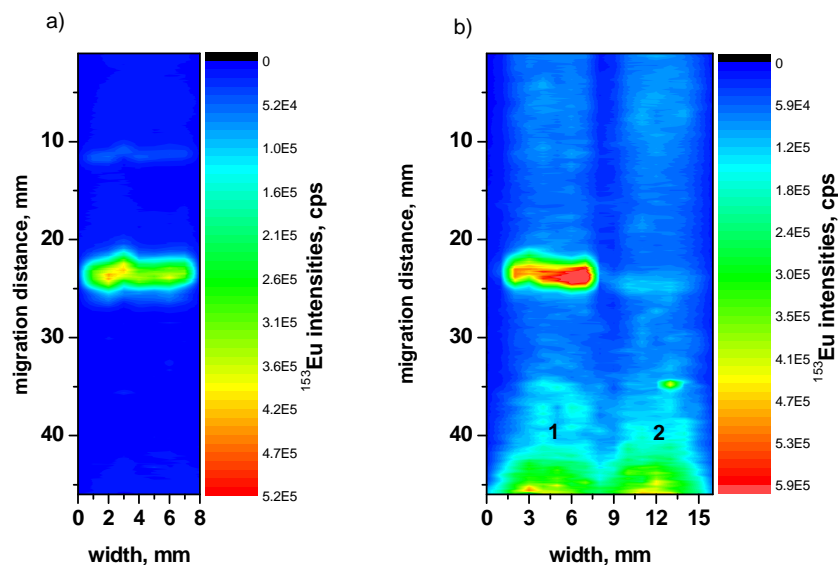 a)
10
20
30
40
migration distance, mm
0 2 4 6 8
width, mm
0
5.2E4
1.0E5
1.6E5
2.1E5
2.6E5
3.1E5
3.6E5
4.2E5
4.7E5
5.2E5
¹⁵³Eu intensities, cps
b)
10
20
30
40
migration distance, mm
1 2
0 3 6 9 12 15
width, mm
0
5.9E4
1.2E5
1.8E5
2.4E5
3.0E5
3.5E5
4.1E5
4.7E5
5.3E5
5.9E5
¹⁵³Eu intensities, cps